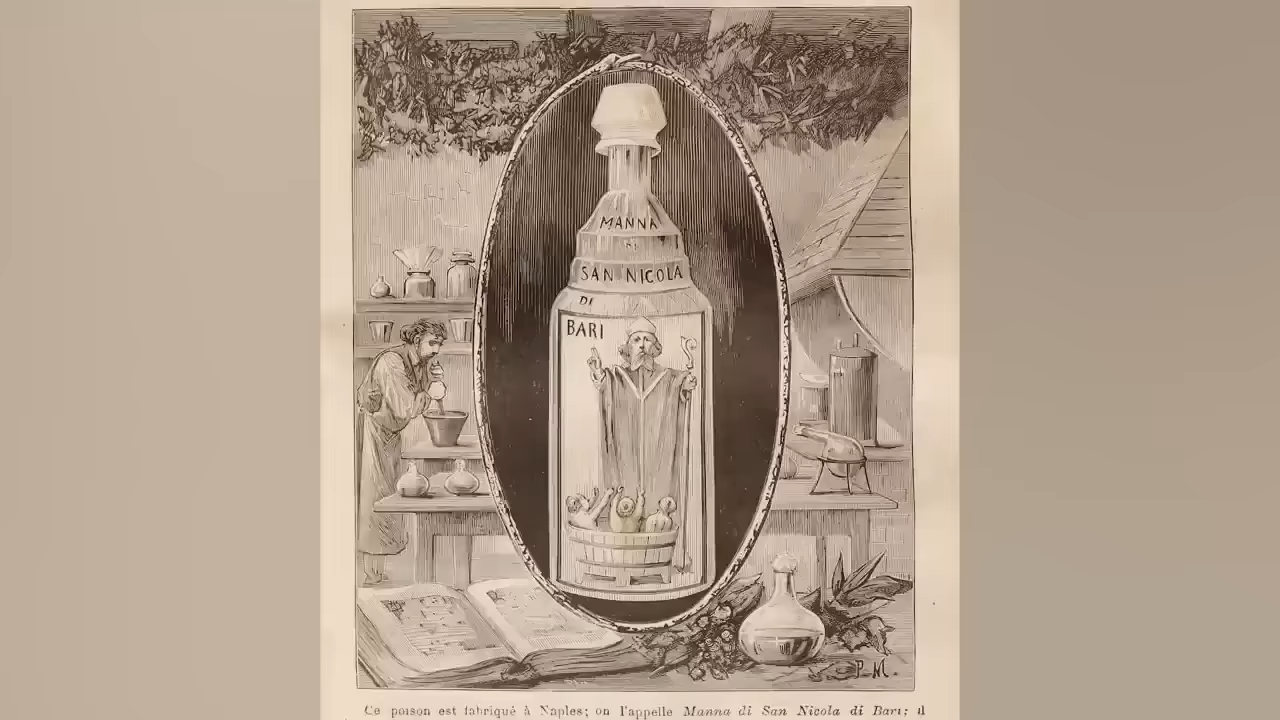 MANNA
DI
SAN NICOLA
DI
BARI
P. M.
Ce poison est fabriqué à Naples; on l'appelle Manna di San Nicola di Bari; il